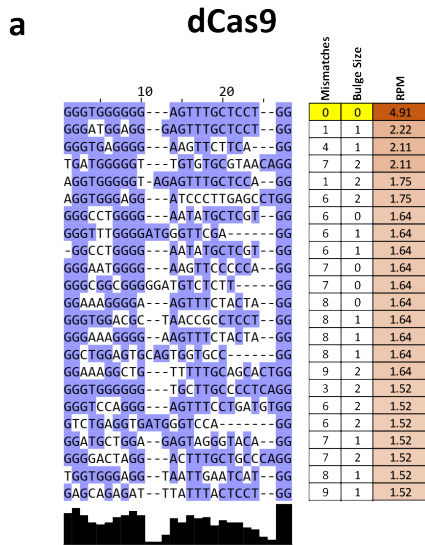 a
dCas9
Mismatches Bulge Size RPM
10 20
GGGTGGGGGG---AGTTTGCTCCT--GG 0 0 4.91
GGGATGGAGG---GAGTTTGCTCCT--GG 1 1 2.22
GGGTGAGGGG---AAGTTCTTCA---GG 4 1 2.11
TGATGGGGGT--TGTGTGCGTAACAGG 7 2 2.11
AGGTGGGGGT-AGAGTTTGCTCCA--GG 1 2 1.75
AGGTGGGAGG---ATCCCTTGAGCCTGG 6 2 1.75
GGGCCTGGGG---AATATGCTCGT--GG 6 0 1.64
GGGTTTGGGGATGGGTTCGA-----GG 6 1 1.64
-GGCCTGGGG---AATATGCTCGT--GG 6 1 1.64
GGGAATGGGG---AAGTTCCCCCA--GG 7 0 1.64
GGGCGGCGGGGGATGTCTCTT----GG 7 0 1.64
GGAAAGGGGA---AGTTTCTACTA--GG 8 0 1.64
GGGTGGACGC---TAACCGCCTCCT--GG 8 1 1.64
GGGAAAGGGG---AAGTTTCTACTA--GG 8 1 1.64
GGCTGGAGTGCAGTGGTGCC------GG 8 1 1.64
GGAAAGGCTG---TTTTTGCAGCACTGG 9 2 1.64
GGGTGGGGGG---TGCTTGCCCCTCAGG 3 2 1.52
GGGTCCAGGG---AGTTTCCTGATGTGG 6 2 1.52
GTCTGAGGTGATGGGTCCA------GG 6 2 1.52
GGATGCTGGA--GAGTAGGGTACA--GG 7 1 1.52
GGGGACTAGG---ACTTTGCTGCCCAGG 7 2 1.52
TGGTGGGAGG---TAATTGAATCAT---GG 8 1 1.52
GAGCAGAGAT--TTATTTACTCCT--GG 9 1 1.52